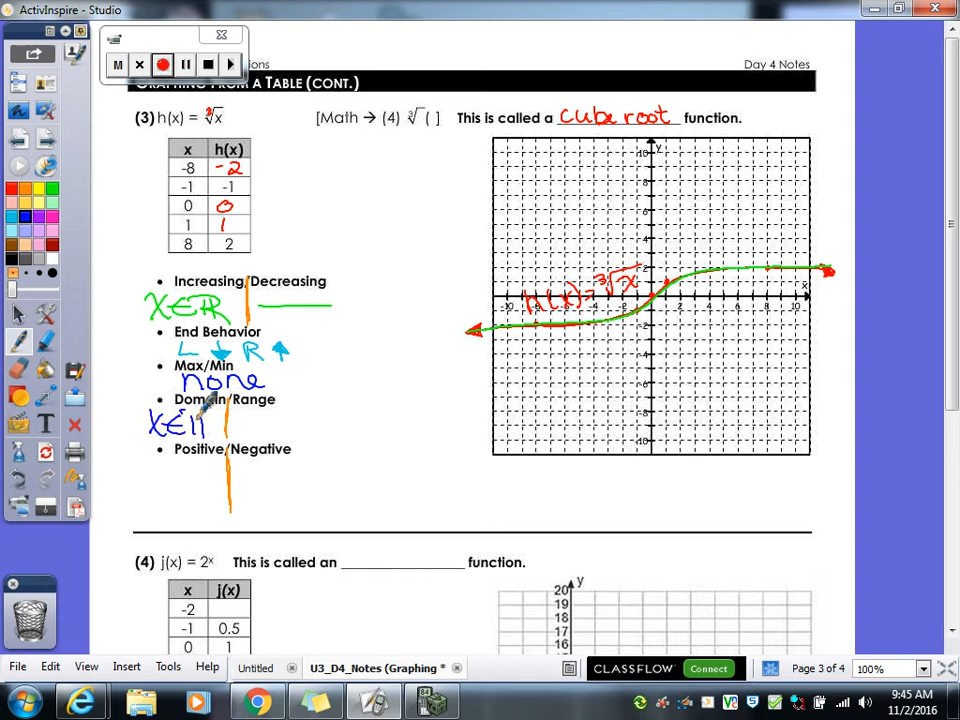 ActivInspire - Studio
ions
Day 4 Notes
GRAPHING FROM A TABLE (CONT.)
(3) h(x) = ∛x
[Math → (4) ∛ ( ]
This is called a cube root function.
x h(x)
-8 -2
-1 -1
0 0
1 1
8 2
y
10
8
6
4
2
-10 -8 -6 -4 -2 2 4 6 8 10 x
-2
-4
-6
-8
-10
h(x)=∛x
• Increasing/Decreasing
x∈ℝ
• End Behavior
L ↓ R ↑
• Max/Min
none
• Domain/Range
x∈
• Positive/Negative
(4) j(x) = 2ˣ This is called an ____________________ function.
x j(x)
-2
-1 0.5
0 1
y
20
19
18
17
16
File Edit View Insert Tools Help
Untitled
U3_D4_Notes (Graphing *
CLASSFLOW Connect
Page 3 of 4
100%
9:45 AM
11/2/2016